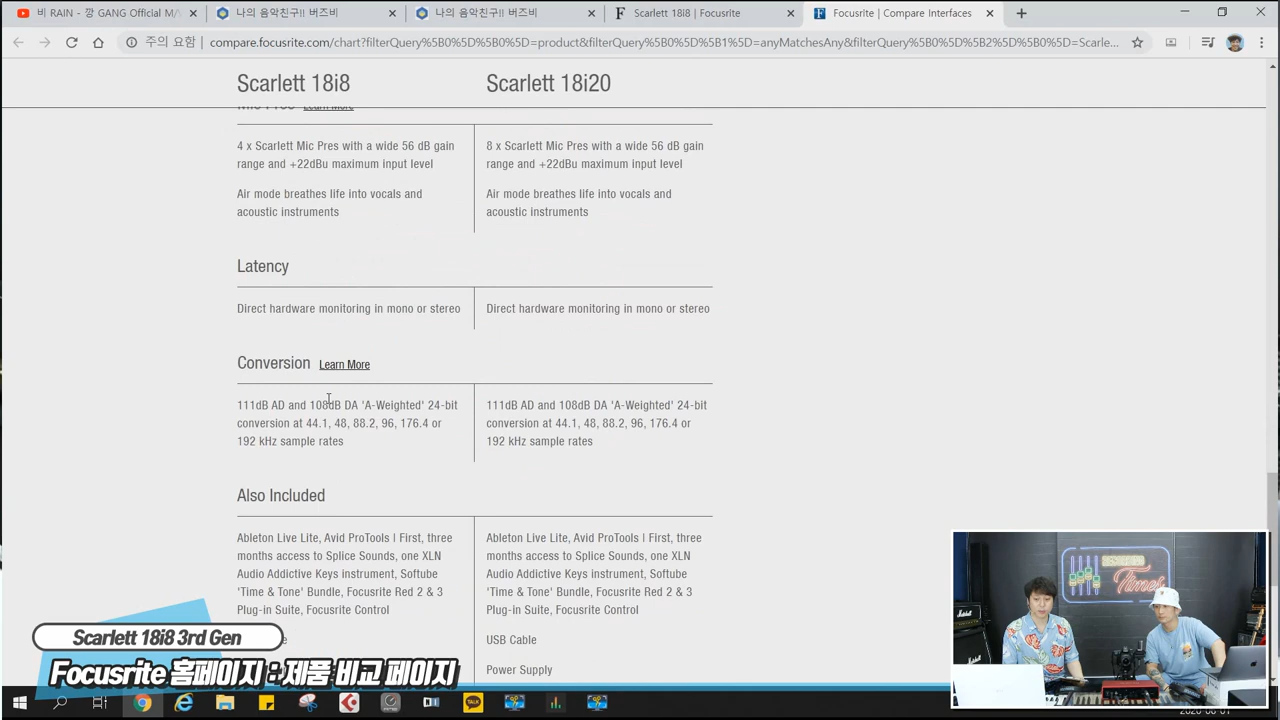 비 RAIN - 깡 GANG Official M/V
나의 음악친구!! 버즈비
나의 음악친구!! 버즈비
Scarlett 18i8 | Focusrite
Focusrite | Compare Interfaces
주의 요함
compare.focusrite.com/chart?filterQuery%5B0%5D%5B0%5D=product&filterQuery%5B0%5D%5B1%5D=anyMatchesAny&filterQuery%5B0%5D%5B2%5D%5B0%5D=Scarle...
Scarlett 18i8
Scarlett 18i20
Mic Pres Learn More
4 x Scarlett Mic Pres with a wide 56 dB gain
range and +22dBu maximum input level
Air mode breathes life into vocals and
acoustic instruments
8 x Scarlett Mic Pres with a wide 56 dB gain
range and +22dBu maximum input level
Air mode breathes life into vocals and
acoustic instruments
Latency
Direct hardware monitoring in mono or stereo
Direct hardware monitoring in mono or stereo
Conversion Learn More
111dB AD and 108dB DA 'A-Weighted' 24-bit
conversion at 44.1, 48, 88.2, 96, 176.4 or
192 kHz sample rates
111dB AD and 108dB DA 'A-Weighted' 24-bit
conversion at 44.1, 48, 88.2, 96, 176.4 or
192 kHz sample rates
Also Included
Ableton Live Lite, Avid ProTools | First, three
months access to Splice Sounds, one XLN
Audio Addictive Keys instrument, Softube
'Time & Tone' Bundle, Focusrite Red 2 & 3
Plug-in Suite, Focusrite Control
Ableton Live Lite, Avid ProTools | First, three
months access to Splice Sounds, one XLN
Audio Addictive Keys instrument, Softube
'Time & Tone' Bundle, Focusrite Red 2 & 3
Plug-in Suite, Focusrite Control
USB Cable
Power Supply
Scarlett 18i8 3rd Gen
Focusrite 홈페이지 : 제품 비교 페이지
Times
Marshall
TALK